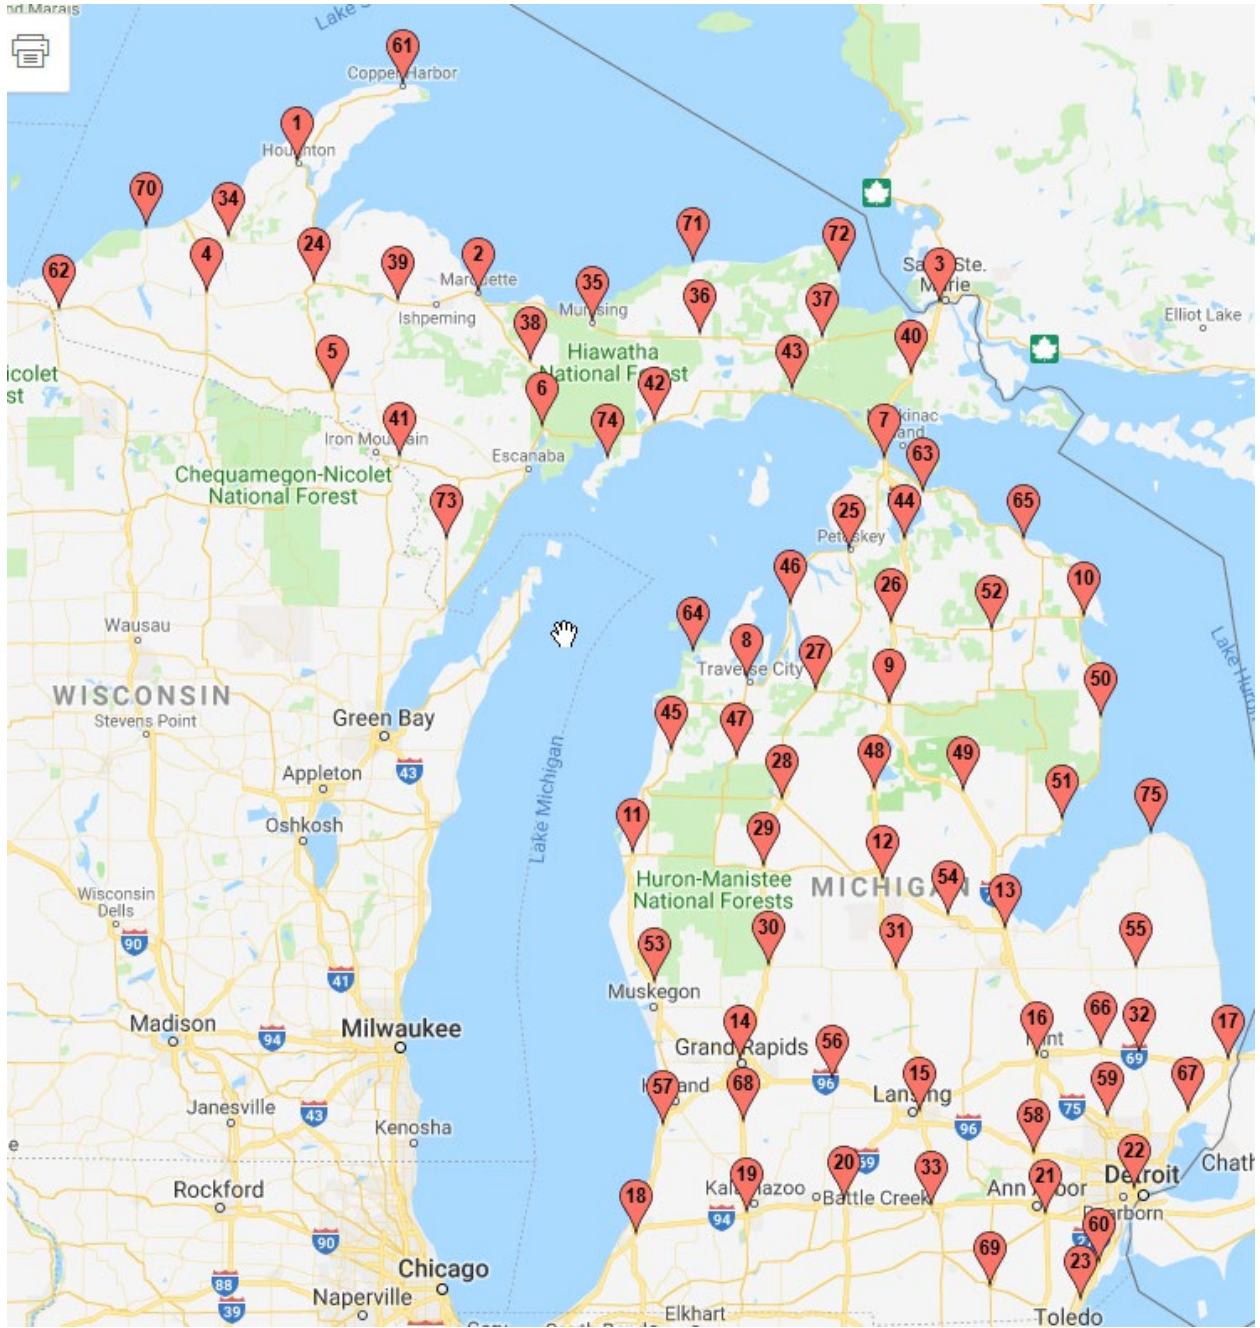 nd Marais
Lake S
61
Copper Harbor
1
Houghton
70
34
71
72
62
4
24
39
2
35
36
37
3
Sault Ste.
Marie
Marquette
Munising
Ishpeming
Elliot Lake
38
40
Hiawatha
National Forest
43
5
icolet
st
6
42
74
41
7
Mackinac
Island
Iron Mountain
Escanaba
63
Chequamegon-Nicolet
National Forest
73
44
25
65
Petoskey
46
26
52
10
Wausau
64
8
27
Traverse City
Lake Huron
9
50
WISCONSIN
Stevens Point
Green Bay
45
47
48
49
28
43
Appleton
Lake Michigan
51
75
11
Oshkosh
29
12
Huron-Manistee
National Forests
MICHIGAN
54
13
Wisconsin
Dells
90
30
31
55
53
41
Muskegon
Madison
94
Milwaukee
14
Grand Rapids
16
Flint
66
32
17
69
56
96
57
Holland
68
15
Lansing
59
67
75
Janesville
43
Kenosha
58
96
e
Rockford
18
19
Kalamazoo
20
69
Battle Creek
33
21
Ann Arbor
22
Detroit
Dearborn
Chath
94
90
60
69
23
27
Chicago
88
39
Naperville
Elkhart
Toledo
Gary
South Bend